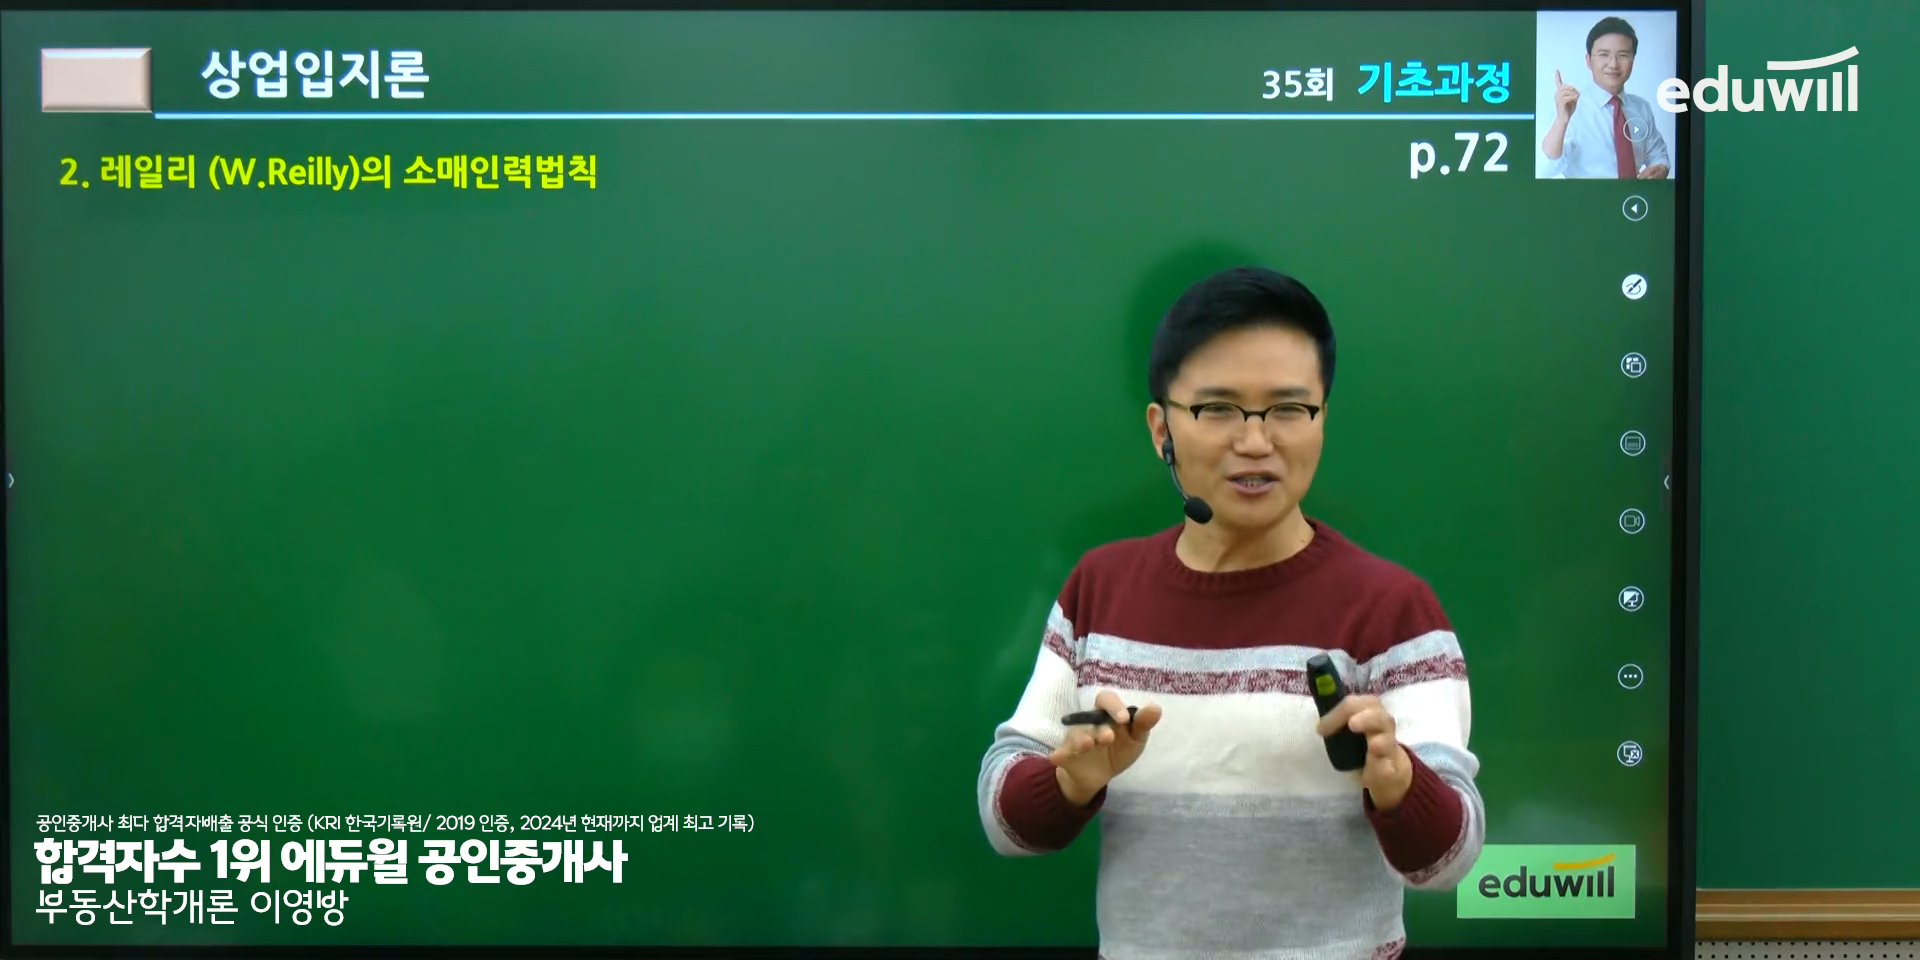 상업입지론
35회 기초과정
eduwill
p.72
2. 레일리 (W.Reilly)의 소매인력법칙
공인중개사 최다 합격자배출 공식 인증 (KRI 한국기록원/ 2019 인증, 2024년 현재까지 업계 최고 기록)
합격자수 1위 에듀윌 공인중개사
부동산학개론 이영방
eduwill